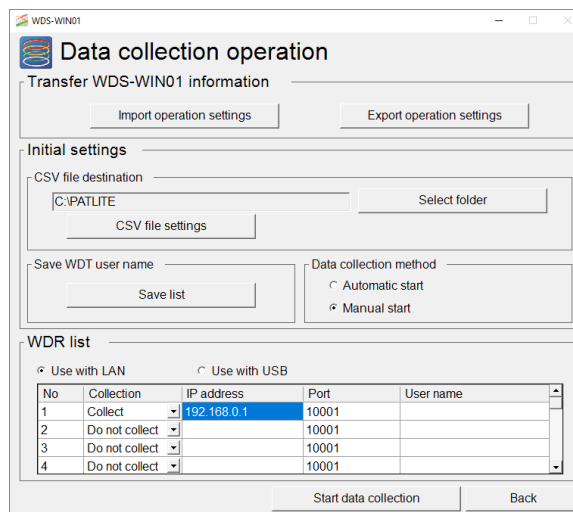 WDS-WIN01
Data collection operation
Transfer WDS-WIN01 information
Import operation settings Export operation settings
Initial settings
CSV file destination
C:\PATLITE Select folder
CSV file settings
Save WDT user name Data collection method
Save list Automatic start
Manual start
WDR list
Use with LAN Use with USB
No Collection IP address Port User name
1 Collect 192.168.0.1 10001
2 Do not collect 10001
3 Do not collect 10001
4 Do not collect 10001
Start data collection Back